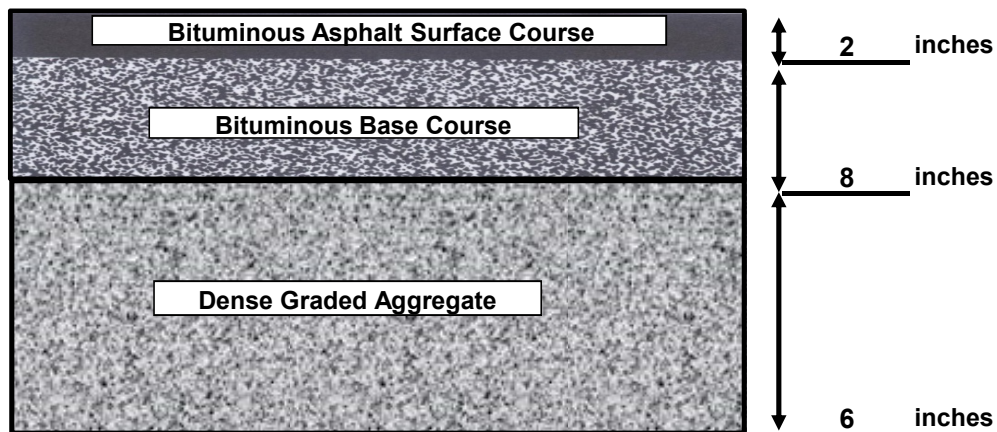 Bituminous Asphalt Surface Course
2 inches
Bituminous Base Course
8 inches
Dense Graded Aggregate
6 inches